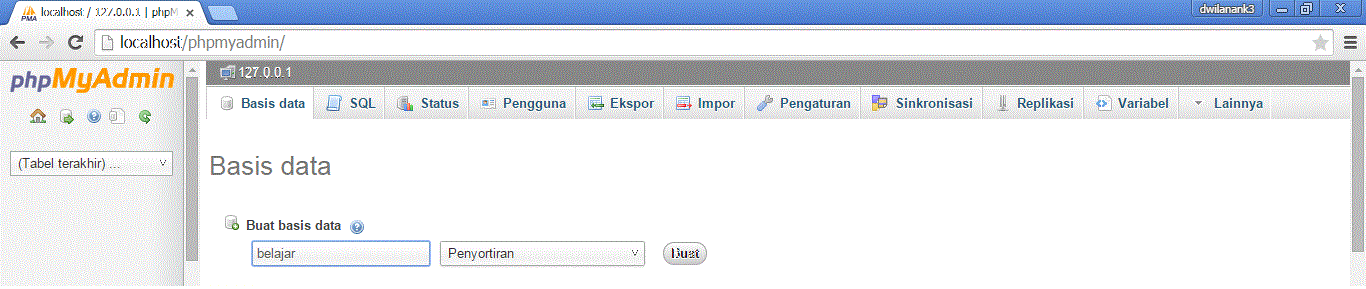 localhost / 127.0.0.1 | phpM
dwilanank3
localhost/phpmyadmin/
phpMyAdmin
127.0.0.1
Basis data SQL Status Pengguna Ekspor Impor Pengaturan Sinkronisasi Replikasi Variabel Lainnya
(Tabel terakhir) ...
Basis data
Buat basis data
belajar Penyortiran Buat